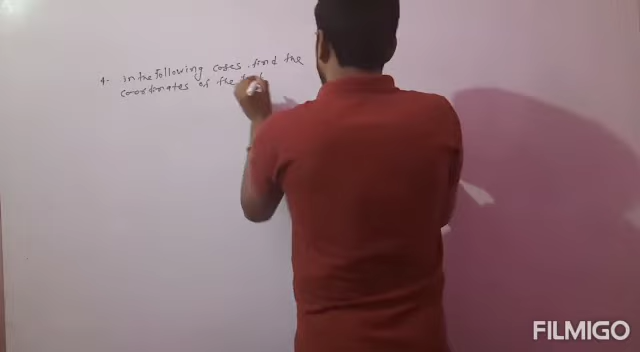 4. In the following cases, find the
coordinates of the
FILMIGO